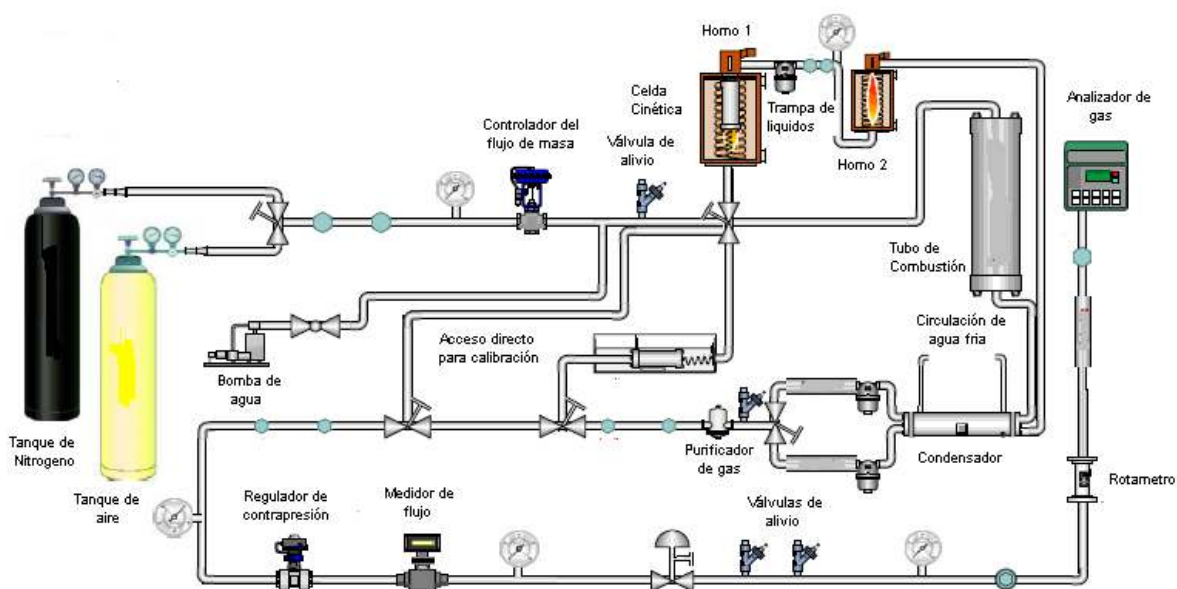 Horno 1
Celda
Cinética
Trampa de
liquidos
Horno 2
Analizador de
gas
Controlador del
flujo de masa
Válvula de
alivio
Tubo de
Combustión
Acceso directo
para calibración
Circulación de
agua fria
Bomba de
agua
Tanque de
Nitrogeno
Tanque de
aire
Purificador
de gas
Condensador
Rotametro
Regulador de
contrapresión
Medidor de
flujo
Válvulas de
alivio